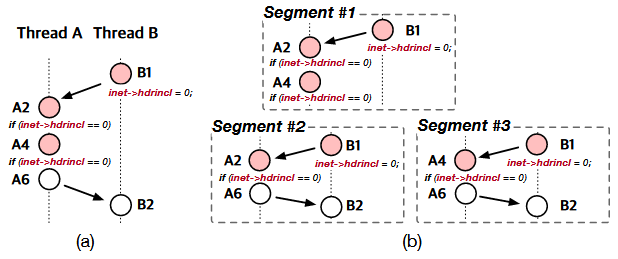 Thread A Thread B
B1
inet->hdrincl = 0;
A2
if (inet->hdrincl == 0)
A4
if (inet->hdrincl == 0)
A6
B2
(a)
Segment #1
B1
A2
inet->hdrincl = 0;
if (inet->hdrincl == 0)
A4
if (inet->hdrincl == 0)
Segment #2
B1
A2
inet->hdrincl = 0;
if (inet->hdrincl == 0)
A6
B2
Segment #3
B1
A4
inet->hdrincl = 0;
if (inet->hdrincl == 0)
A6
B2
(b)